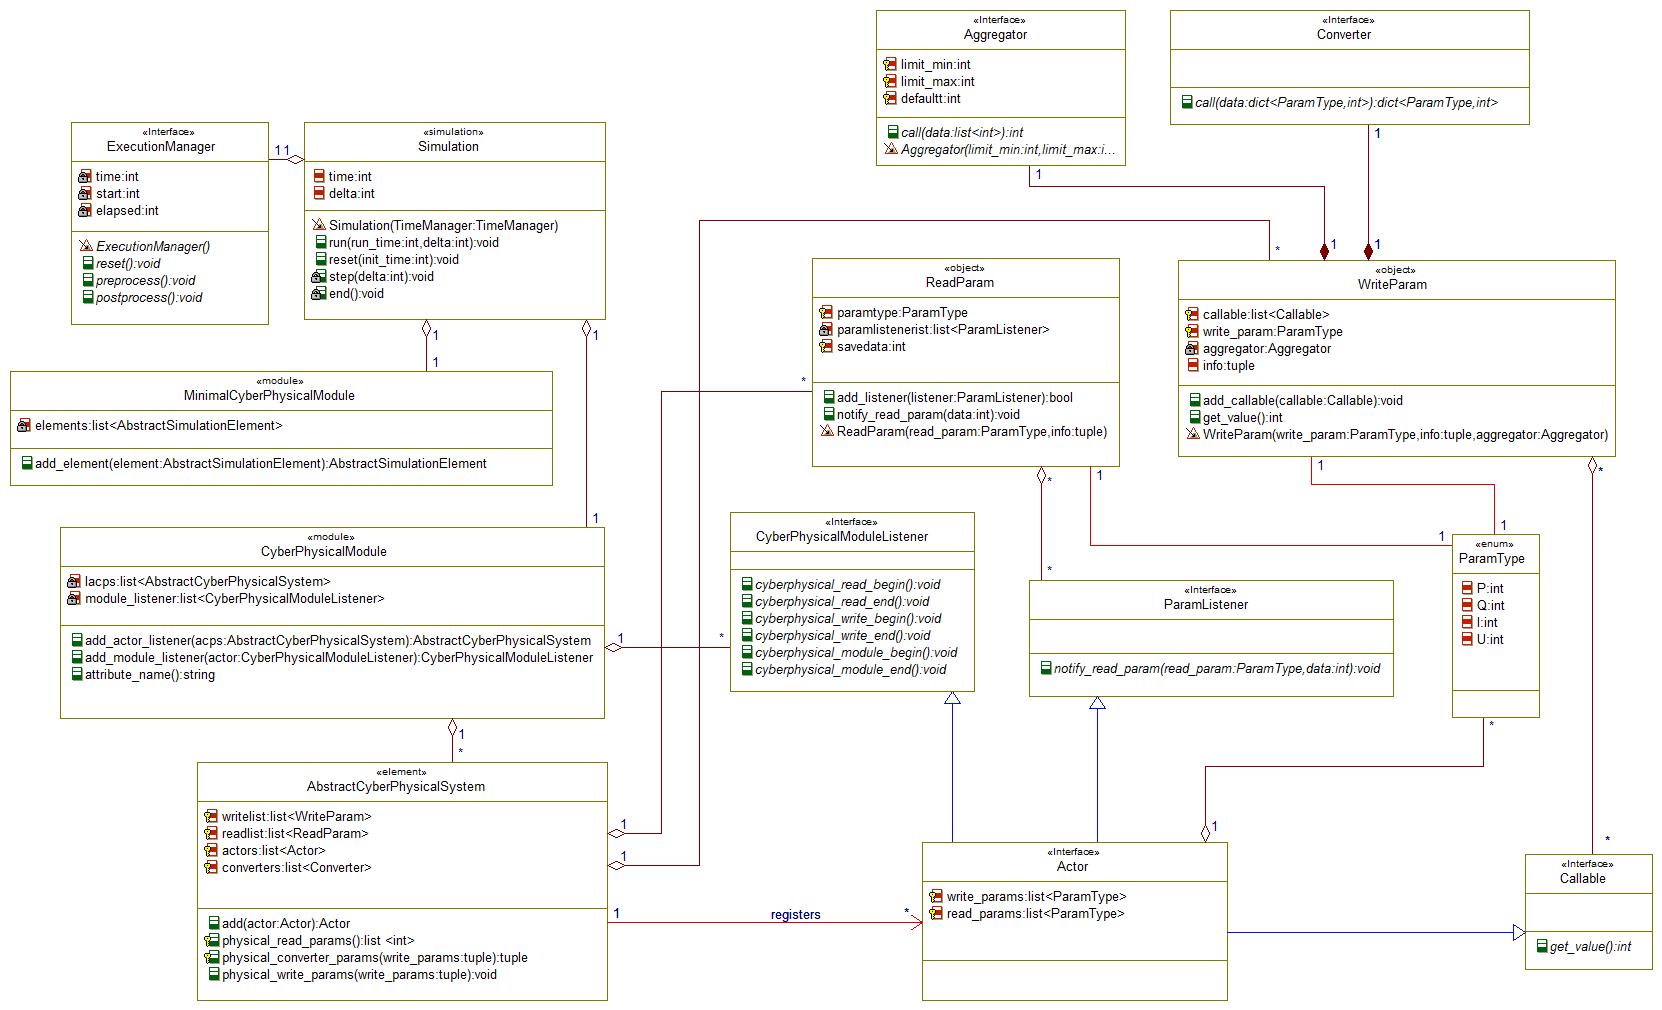 «Interface»
Aggregator
limit_min:int
limit_max:int
defaultt:int
call(data:list<int>):int
Aggregator(limit_min:int,limit_max:i...
1
«Interface»
Converter
call(data:dict<ParamType,int>):dict<ParamType,int>
1
«Interface»
ExecutionManager
time:int
start:int
elapsed:int
ExecutionManager()
reset():void
preprocess():void
postprocess():void
1 1
«simulation»
Simulation
time:int
delta:int
Simulation(TimeManager:TimeManager)
run(run_time:int,delta:int):void
reset(init_time:int):void
step(delta:int):void
end():void
1
1
1
1
*
1
1
«object»
ReadParam
paramtype:ParamType
paramlistenerist:list<ParamListener>
savedata:int
add_listener(listener:ParamListener):bool
notify_read_param(data:int):void
ReadParam(read_param:ParamType,info:tuple)
*
*
1
«object»
WriteParam
callable:list<Callable>
write_param:ParamType
aggregator:Aggregator
info:tuple
add_callable(callable:Callable):void
get_value():int
WriteParam(write_param:ParamType,info:tuple,aggregator:Aggregator)
1
*
«module»
MinimalCyberPhysicalModule
elements:list<AbstractSimulationElement>
add_element(element:AbstractSimulationElement):AbstractSimulationElement
«module»
CyberPhysicalModule
lacps:list<AbstractCyberPhysicalSystem>
module_listener:list<CyberPhysicalModuleListener>
add_actor_listener(acps:AbstractCyberPhysicalSystem):AbstractCyberPhysicalSystem
add_module_listener(actor:CyberPhysicalModuleListener):CyberPhysicalModuleListener
attribute_name():string
1
*
1
*
«Interface»
CyberPhysicalModuleListener
cyberphysical_read_begin():void
cyberphysical_read_end():void
cyberphysical_write_begin():void
cyberphysical_write_end():void
cyberphysical_module_begin():void
cyberphysical_module_end():void
*
«Interface»
ParamListener
notify_read_param(read_param:ParamType,data:int):void
1
1
«enum»
ParamType
P:int
Q:int
I:int
U:int
*
«element»
AbstractCyberPhysicalSystem
writelist:list<WriteParam>
readlist:list<ReadParam>
actors:list<Actor>
converters:list<Converter>
add(actor:Actor):Actor
physical_read_params():list <int>
physical_converter_params(write_params:tuple):tuple
physical_write_params(write_params:tuple):void
1
1
1
registers
*
1
«Interface»
Actor
write_params:list<ParamType>
read_params:list<ParamType>
*
«Interface»
Callable
get_value():int